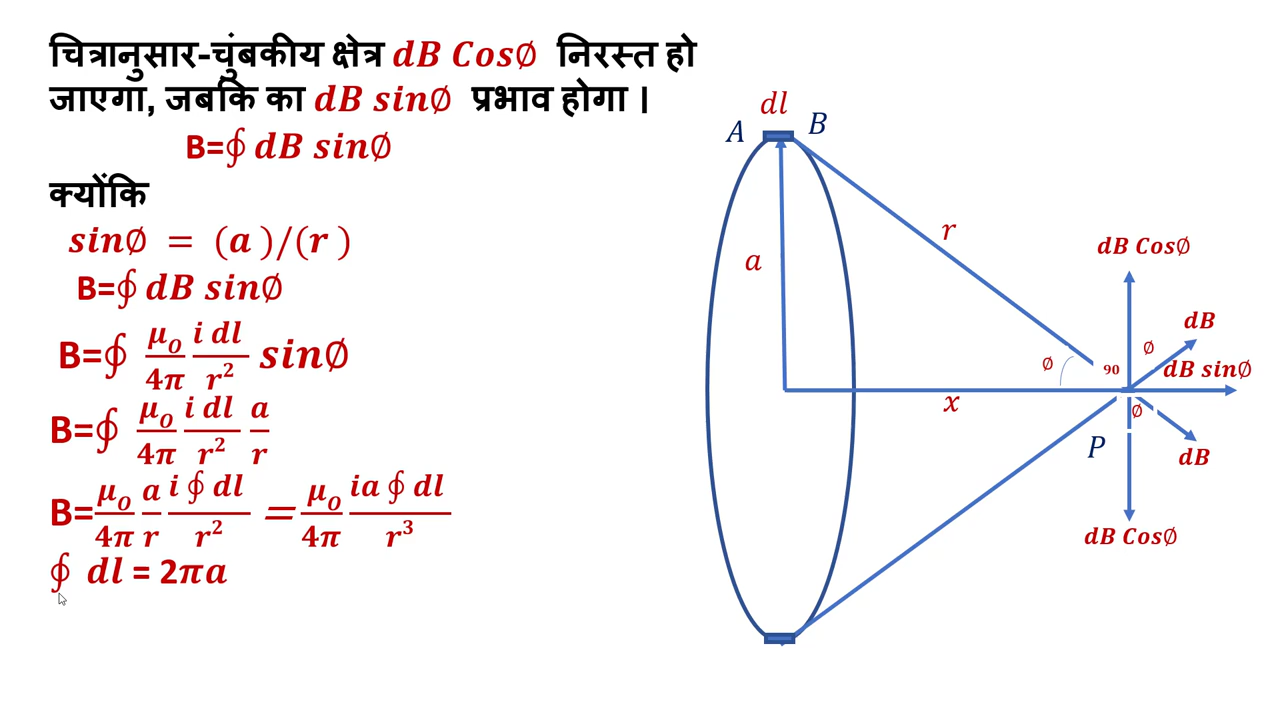 चित्रानुसार-चुंबकीय क्षेत्र dB Cos∅ निरस्त हो
जाएगा, जबकि का dB sin∅ प्रभाव होगा ।
B=∮ dB sin∅
क्योंकि
sin∅ = (a )/(r )
B=∮ dB sin∅
B=∮ μ₀/4π i dl/r² sin∅
B=∮ μ₀/4π i dl/r² a/r
B=μ₀/4π a/r i ∮ dl/r² = μ₀/4π ia ∮ dl/r³
∮ dl = 2πa
dl
A
B
r
a
dB Cos∅
dB
∅
∅
90
dB sin∅
x
∅
P
dB
dB Cos∅